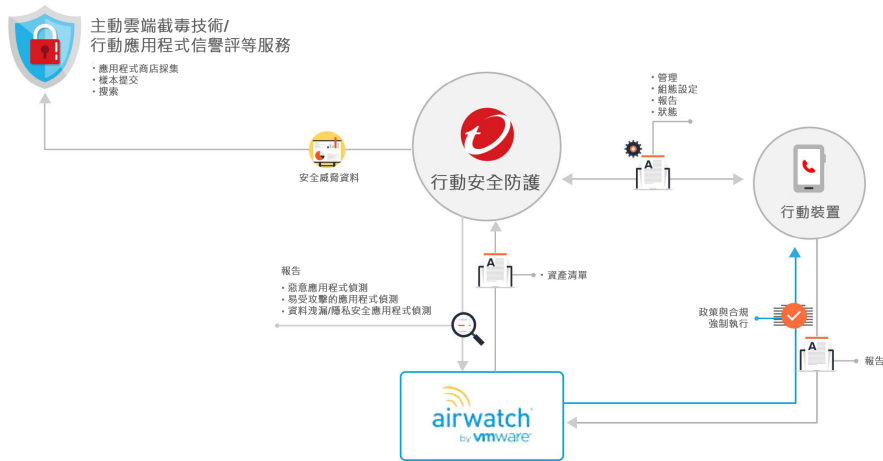 主動雲端截毒技術/
行動應用程式信譽評等服務
・應用程式商店採集
・樣本提交
・搜索
安全威脅資料
行動安全防護
・管理
・組態設定
・報告
・狀態
A
行動裝置
報告
・惡意應用程式偵測
・易受攻擊的應用程式偵測
・資料洩漏/隱私安全應用程式偵測
A
・資產清單
政策與合規
強制執行
A
報告
airwatch
by vmware